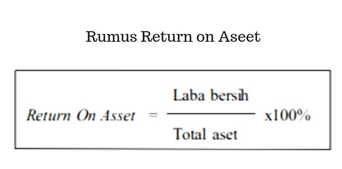 Rumus Return on Aseet
Laba bersih
Return On Asset = x100%
Total aset